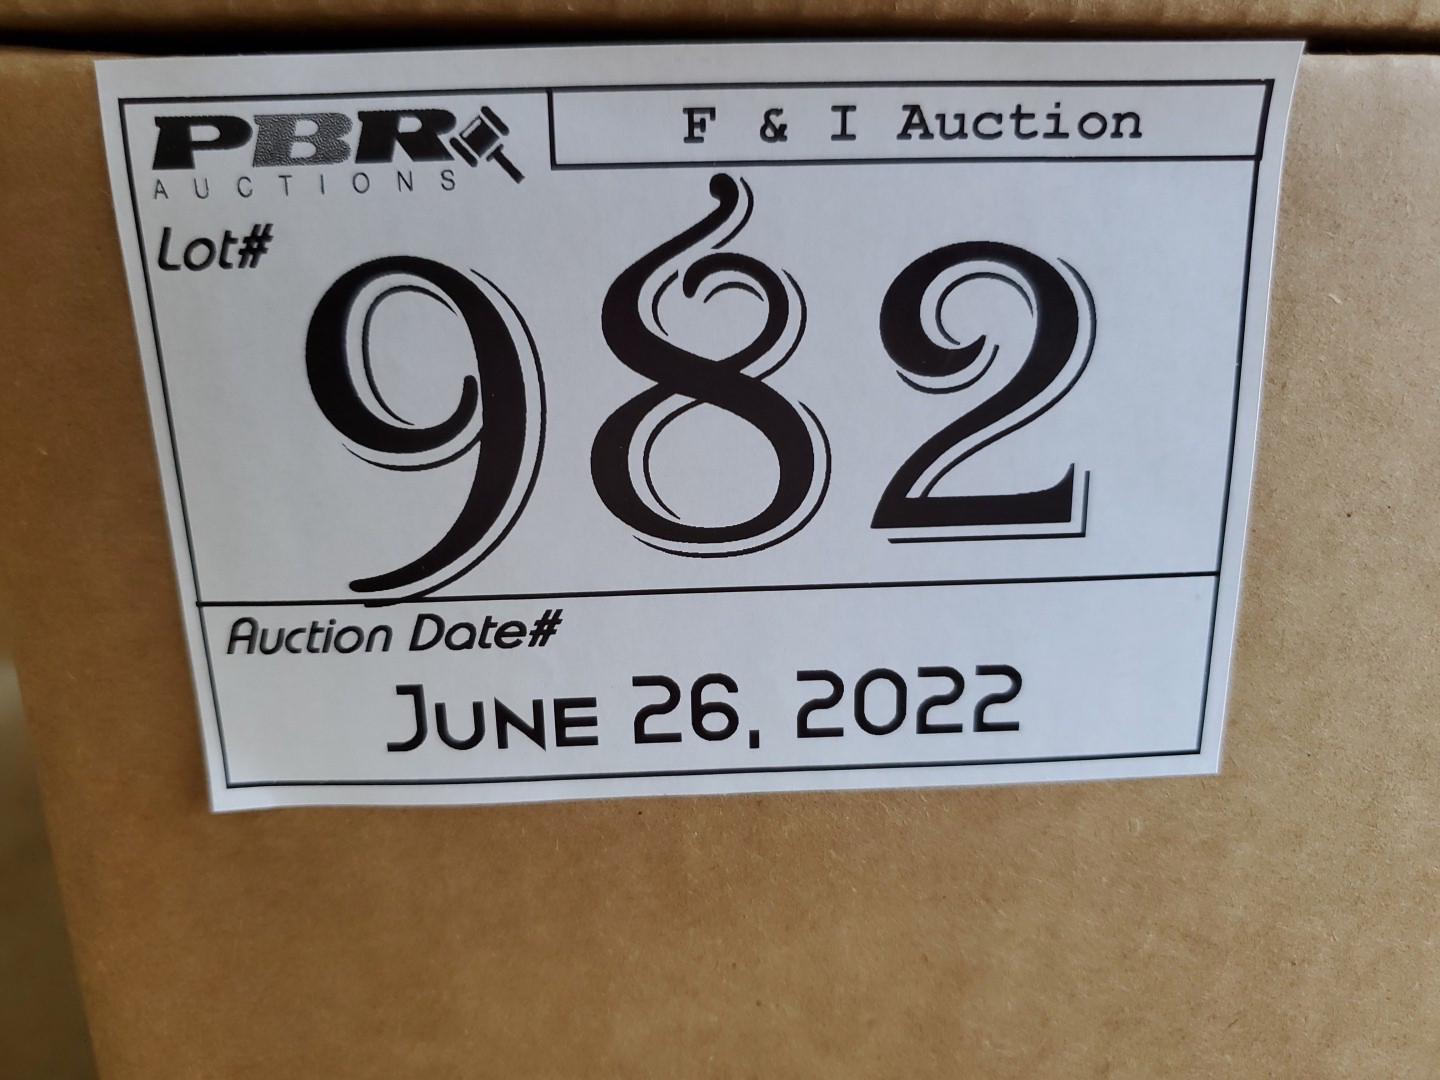 PBR
AUCTIONS
F & I Auction
Lot#
982
Auction Date#
JUNE 26, 2022